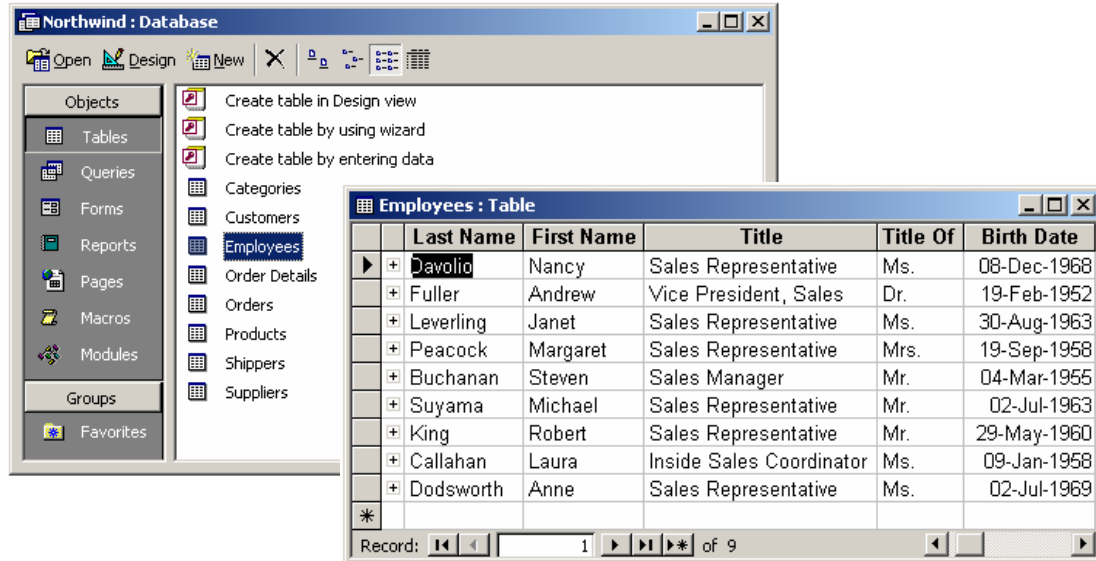 Northwind : Database
Open Design New
Objects
Tables
Queries
Forms
Reports
Pages
Macros
Modules
Groups
Favorites
Create table in Design view
Create table by using wizard
Create table by entering data
Categories
Customers
Employees
Order Details
Orders
Products
Shippers
Suppliers
Employees : Table
Last Name First Name Title Title Of Birth Date
Davolio Nancy Sales Representative Ms. 08-Dec-1968
Fuller Andrew Vice President, Sales Dr. 19-Feb-1952
Leverling Janet Sales Representative Ms. 30-Aug-1963
Peacock Margaret Sales Representative Mrs. 19-Sep-1958
Buchanan Steven Sales Manager Mr. 04-Mar-1955
Suyama Michael Sales Representative Mr. 02-Jul-1963
King Robert Sales Representative Mr. 29-May-1960
Callahan Laura Inside Sales Coordinator Ms. 09-Jan-1958
Dodsworth Anne Sales Representative Ms. 02-Jul-1969
Record: 1 of 9